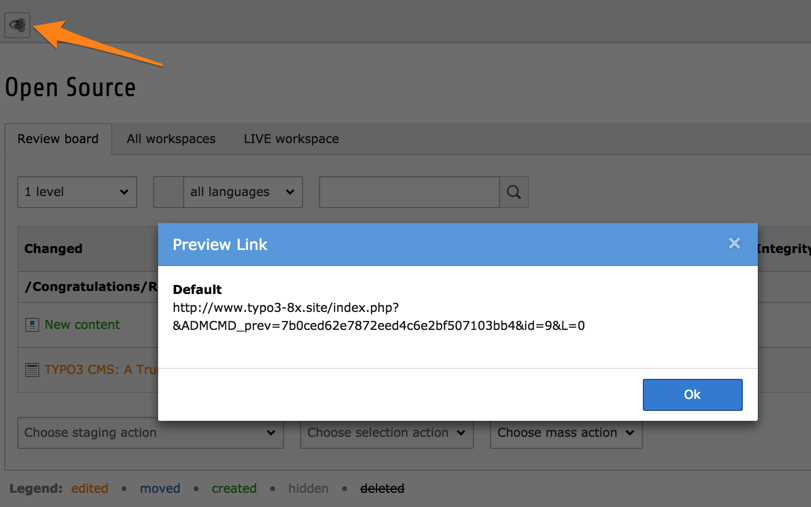 Open Source
Review board All workspaces LIVE workspace
1 level all languages
Preview Link ×
Changed Integrity
Default
/Congratulations/R
http://www.typo3-8x.site/index.php?
&ADMCMD_prev=7b0ced62e7872eed4c6e2bf507103bb4&id=9&L=0
New content
TYPO3 CMS: A Tru
Ok
Choose staging action Choose selection action Choose mass action
Legend: edited • moved • created • hidden • deleted